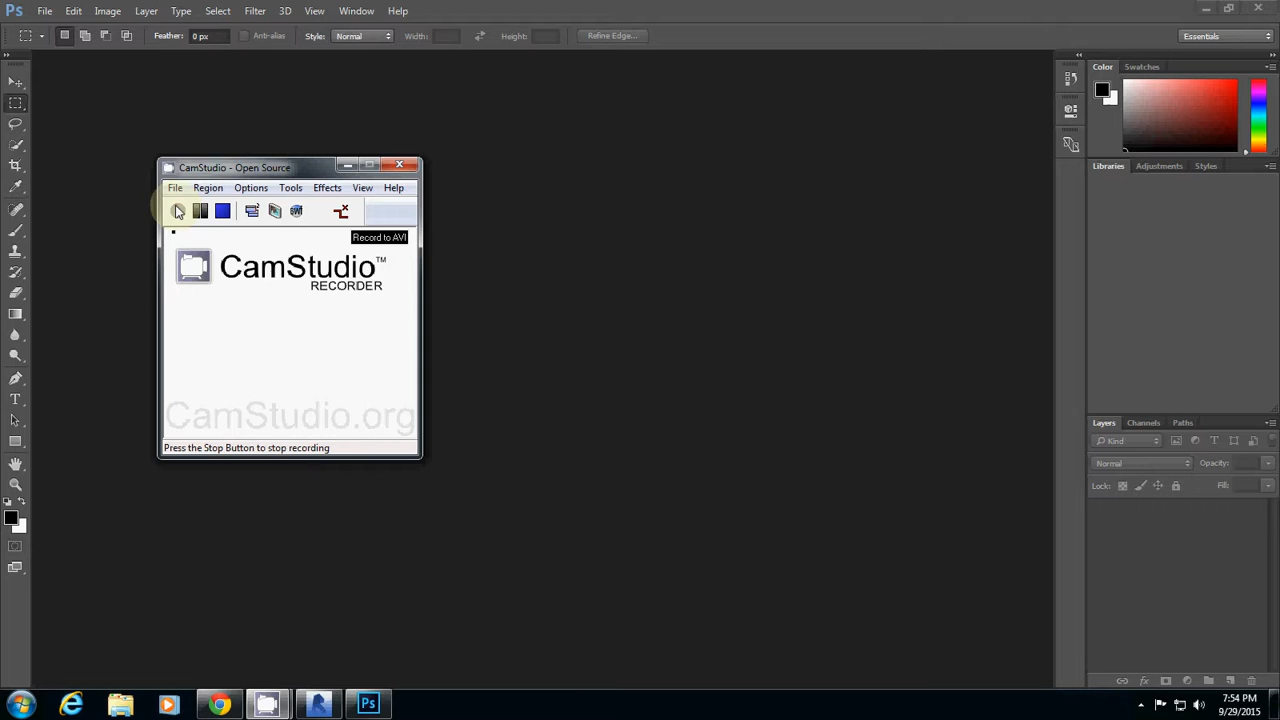 Ps File Edit Image Layer Type Select Filter 3D View Window Help
Feather: 0 px Anti-alias Style: Normal Width: Height: Refine Edge... Essentials
Color Swatches
Libraries Adjustments Styles
CamStudio - Open Source
File Region Options Tools Effects View Help
Record to AVI
CamStudio™
RECORDER
CamStudio.org
Press the Stop Button to stop recording
Layers Channels Paths
Kind
Normal Opacity:
Lock: Fill:
Ps
7:54 PM
9/29/2015